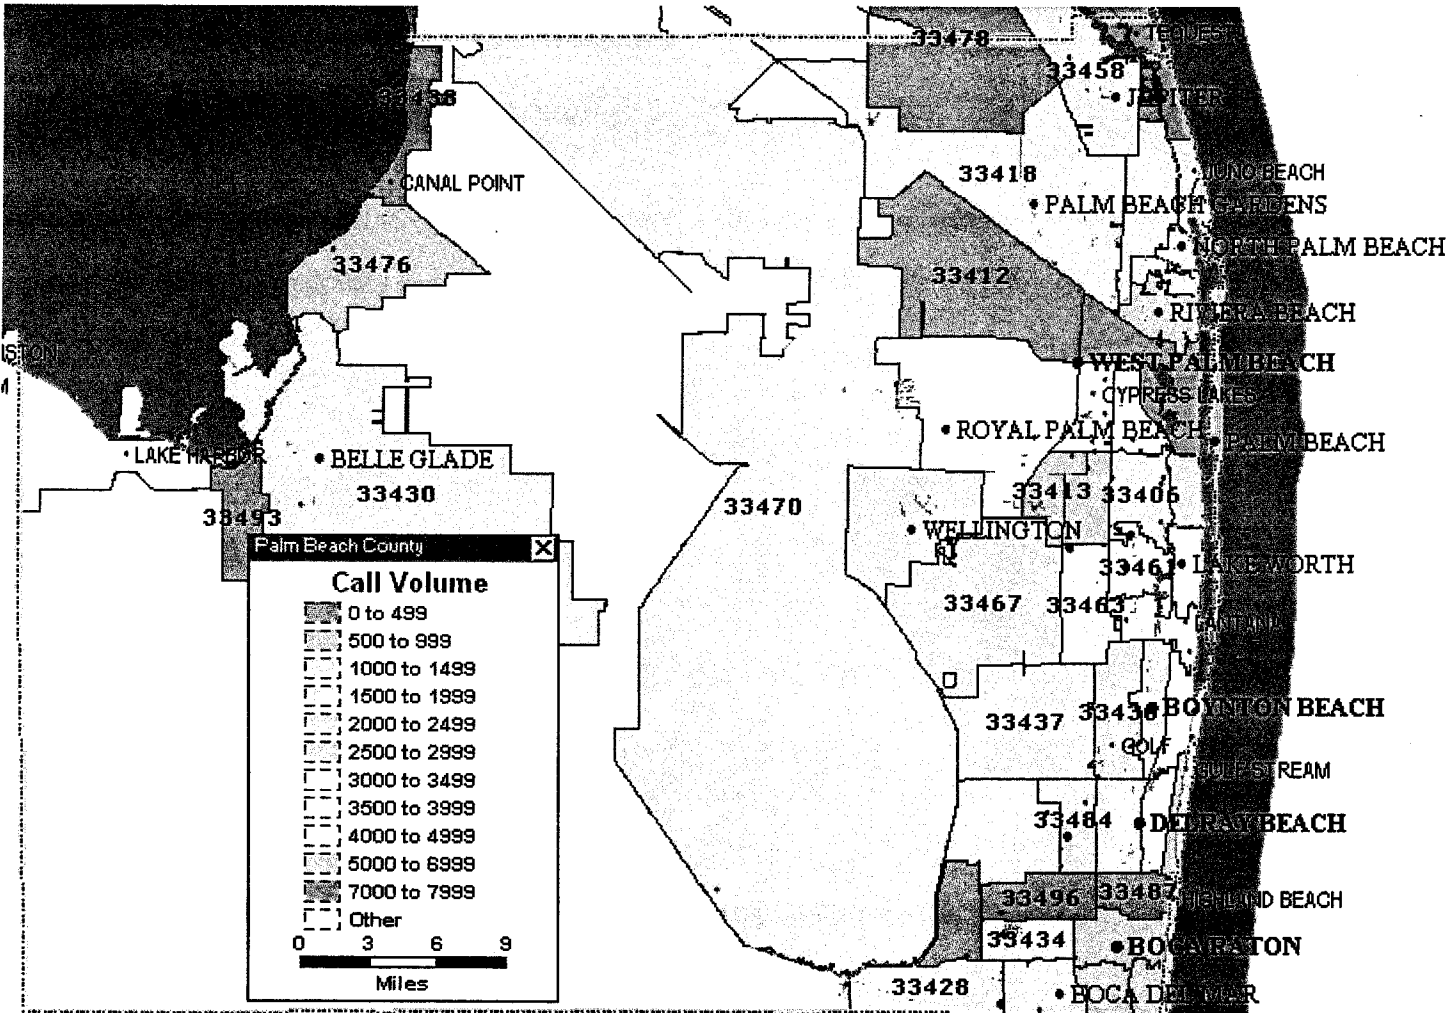 33478
TEQUESTA
33458
33438
JUPITER
CANAL POINT
33418
JUNO BEACH
PALM BEACH GARDENS
NORTH PALM BEACH
33476
33412
RIVIERA BEACH
WEST PALM BEACH
CYPRESS LAKES
ROYAL PALM BEACH
PALM BEACH
LAKE HARBOR
BELLE GLADE
33430
33413
33406
33470
33493
WELLINGTON
33461
LAKE WORTH
33467
33463
LANTANA
33437
33436
BOYNTON BEACH
GOLF
GULF STREAM
33484
DELRAY BEACH
33496
33487
HIGHLAND BEACH
33434
BOCA RATON
33428
BOCA DEL MAR
Palm Beach County
Call Volume
0 to 499
500 to 999
1000 to 1499
1500 to 1999
2000 to 2499
2500 to 2999
3000 to 3499
3500 to 3999
4000 to 4999
5000 to 6999
7000 to 7999
Other
0 3 6 9
Miles